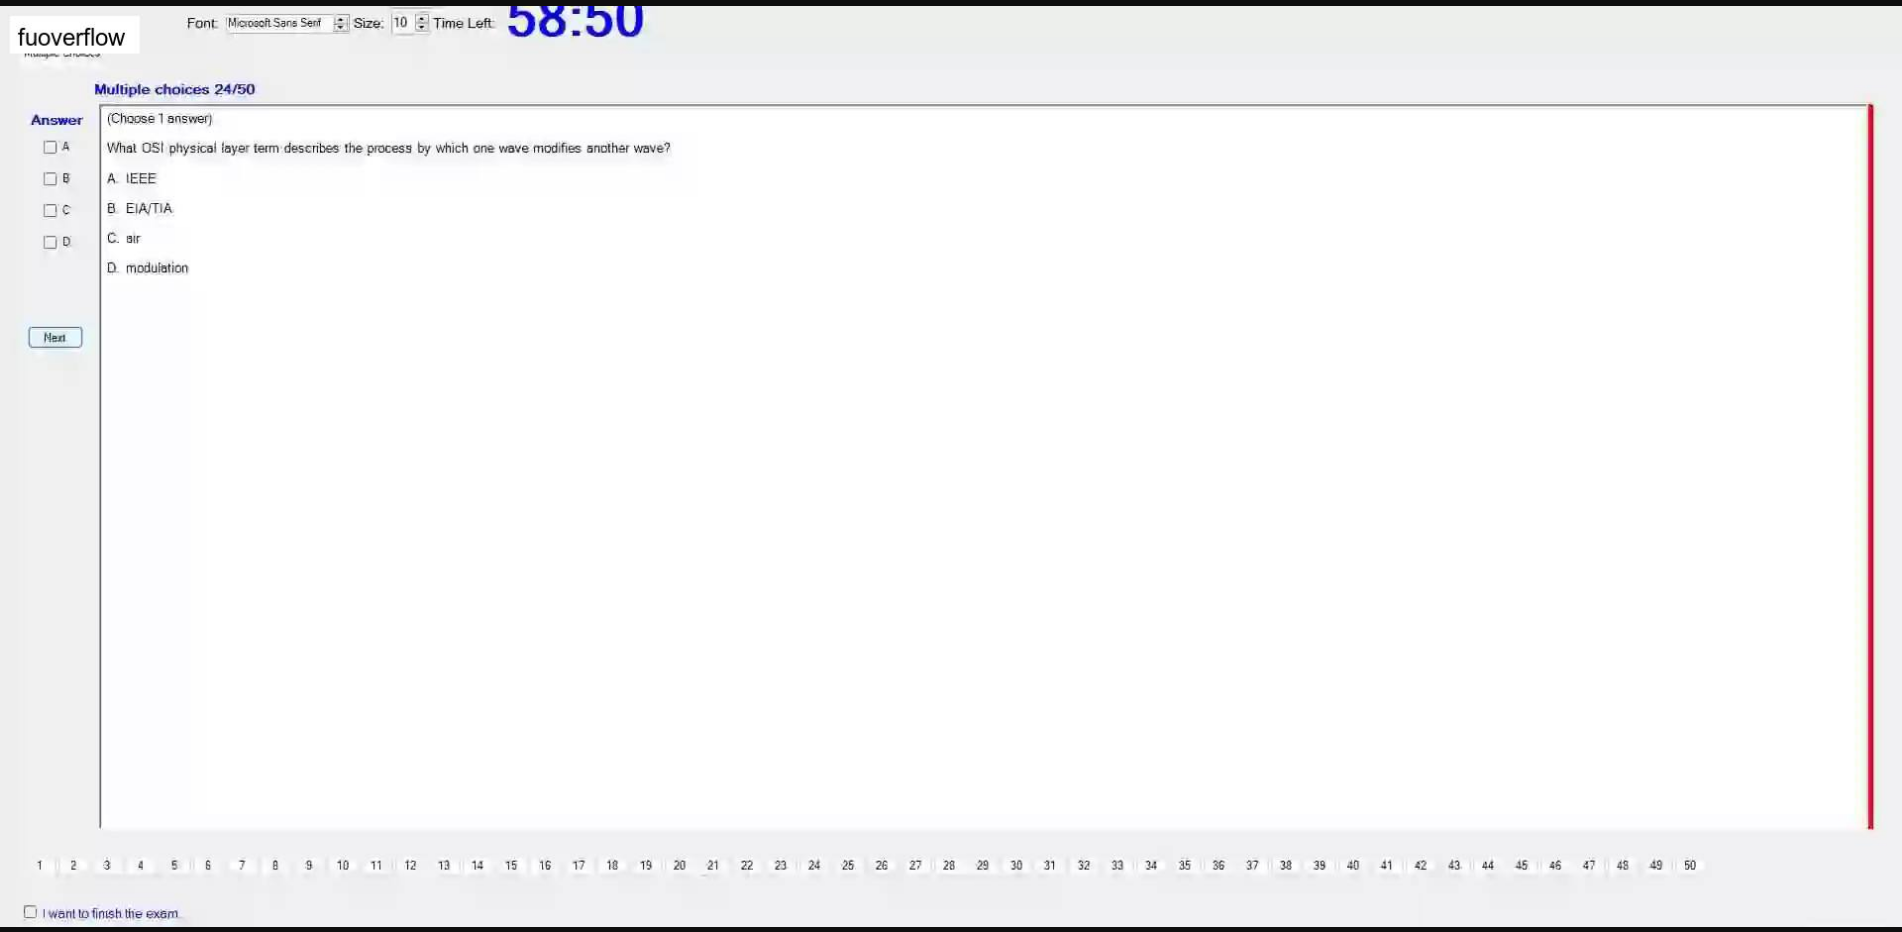 Font: Microsoft Sans Serif Size: 10 Time Left: 58:50
fuoverflow
Multiple choices
Multiple choices 24/50
Answer
(Choose 1 answer)
A
What OSI physical layer term describes the process by which one wave modifies another wave?
B
A. IEEE
C
B. EIA/TIA
D
C. air
D. modulation
Next
1 2 3 4 5 6 7 8 9 10 11 12 13 14 15 16 17 18 19 20 21 22 23 24 25 26 27 28 29 30 31 32 33 34 35 36 37 38 39 40 41 42 43 44 45 46 47 48 49 50
I want to finish the exam.